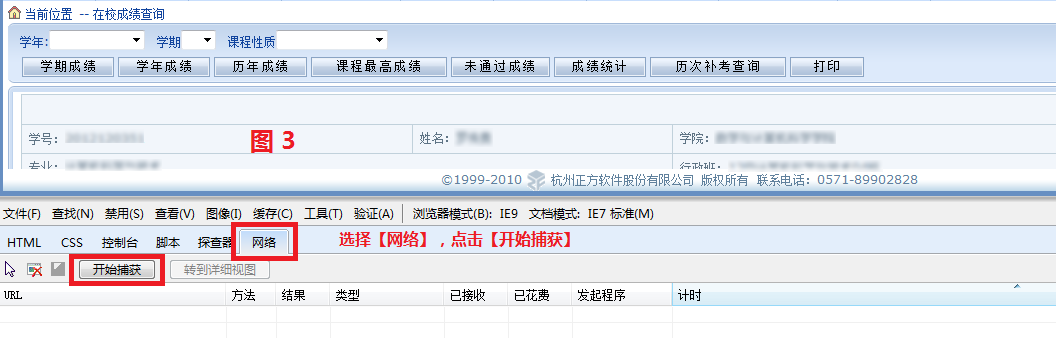 当前位置 -- 在校成绩查询
学年: 学期 课程性质
学期成绩 学年成绩 历年成绩 课程最高成绩 未通过成绩 成绩统计 历次补考查询 打印
学号: 图 3 姓名: 学院:
专业: 行政班:
©1999-2010 杭州正方软件股份有限公司 版权所有 联系电话: 0571-89902828
文件(F) 查找(N) 禁用(S) 查看(V) 图像(I) 缓存(C) 工具(T) 验证(A) 浏览器模式(B): IE9 文档模式: IE7 标准(M)
HTML CSS 控制台 脚本 探查器 网络 选择【网络】,点击【开始捕获】
开始捕获 转到详细视图
URL 方法 结果 类型 已接收 已花费 发起程序 计时